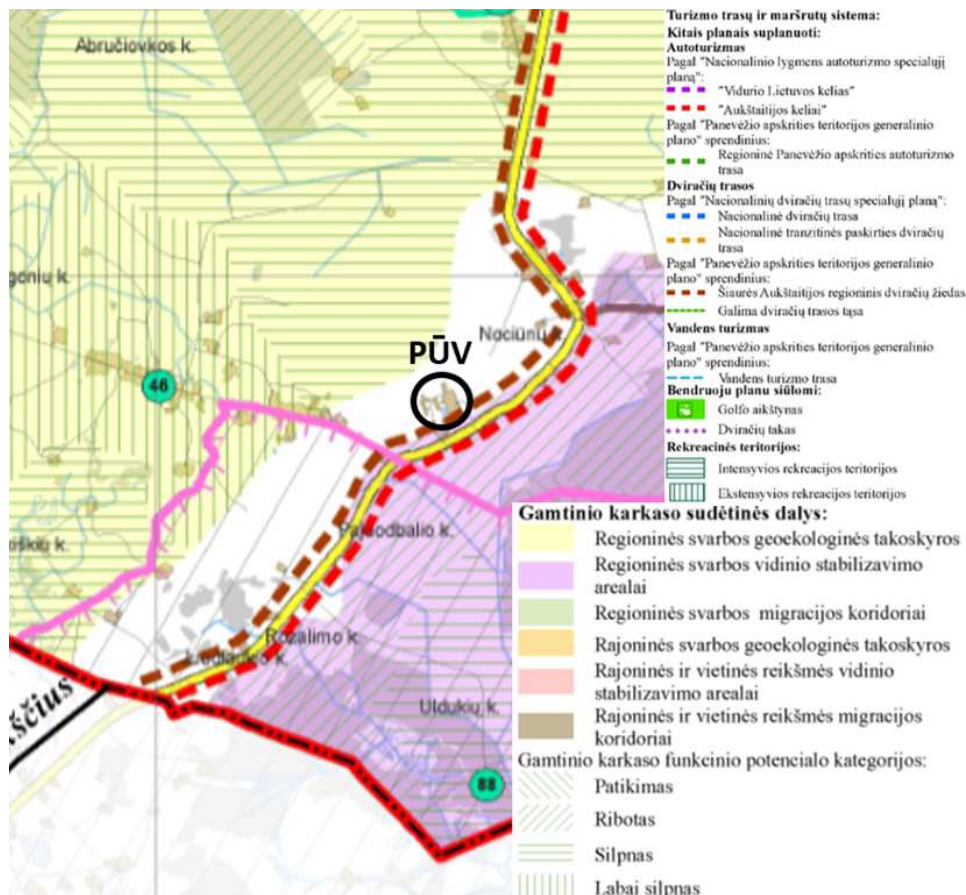 Abručiovkos k.
goniu k.
46
Nočiūnų k.
PŪV
oškių k.
Pajuodbalio k.
Rozalimo k.
Uldukių k.
88
ščius
Turizmo trasų ir maršrutų sistema:
Kitais planais suplanuoti:
Autoturizmas
Pagal "Nacionalinio lygmens autoturizmo specialųjį
planą":
"Vidurio Lietuvos kelias"
"Aukštaitijos keliai"
Pagal "Panevėžio apskrities teritorijos generalinio
plano" sprendinius:
Regioninė Panevėžio apskrities autoturizmo
trasa
Dviračių trasos
Pagal "Nacionalinių dviračių trasų specialųjį planą":
Nacionalinė dviračių trasa
Nacionalinė tranzitinės paskirties dviračių
trasa
Pagal "Panevėžio apskrities teritorijos generalinio
plano" sprendinius:
Šiaurės Aukštaitijos regioninis dviračių žiedas
Galima dviračių trasos tąsa
Vandens turizmas
Pagal "Panevėžio apskrities teritorijos generalinio
plano" sprendinius:
Vandens turizmo trasa
Bendruoju planu siūlomi:
Golfo aikštynas
Dviračių takas
Rekreacinės teritorijos:
Intensyvios rekreacijos teritorijos
Ekstensyvios rekreacijos teritorijos
Gamtinio karkaso sudėtinės dalys:
Regioninės svarbos geoekologinės takoskyros
Regioninės svarbos vidinio stabilizavimo
arealai
Regioninės svarbos migracijos koridoriai
Rajoninės svarbos geoekologinės takoskyros
Rajoninės ir vietinės reikšmės vidinio
stabilizavimo arealai
Rajoninės ir vietinės reikšmės migracijos
koridoriai
Gamtinio karkaso funkcinio potencialo kategorijos:
Patikimas
Ribotas
Silpnas
Labai silpnas